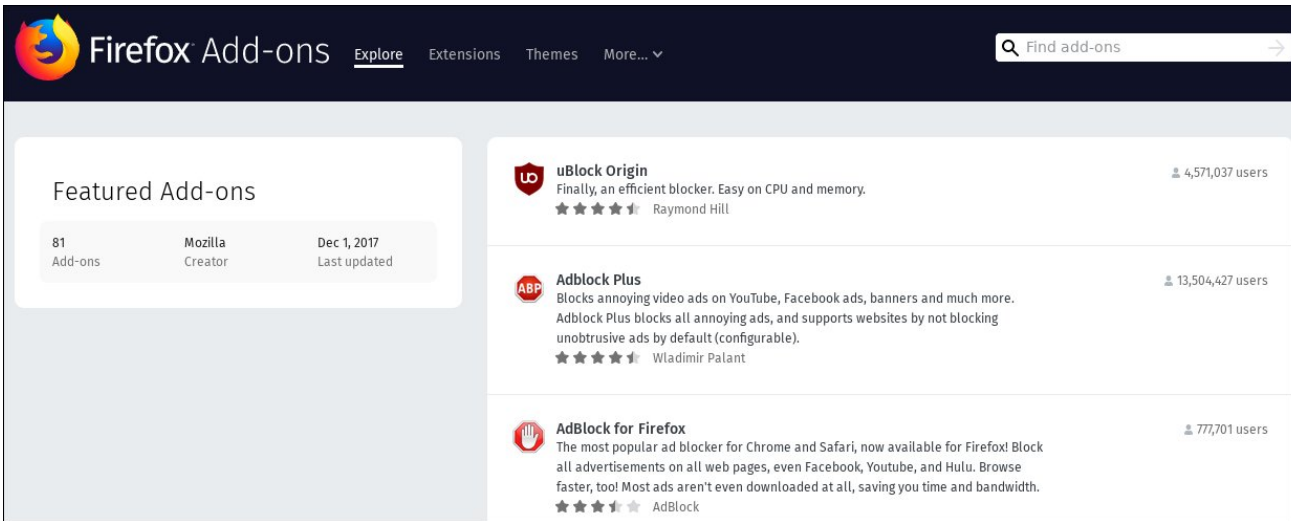 Firefox Add-ons Explore Extensions Themes More... Find add-ons
Featured Add-ons
81 Mozilla Dec 1, 2017
Add-ons Creator Last updated
uBlock Origin 4,571,037 users
Finally, an efficient blocker. Easy on CPU and memory.
Raymond Hill
ABP
Adblock Plus 13,504,427 users
Blocks annoying video ads on YouTube, Facebook ads, banners and much more.
Adblock Plus blocks all annoying ads, and supports websites by not blocking
unobtrusive ads by default (configurable).
Wladimir Palant
AdBlock for Firefox 777,701 users
The most popular ad blocker for Chrome and Safari, now available for Firefox! Block
all advertisements on all web pages, even Facebook, Youtube, and Hulu. Browse
faster, too! Most ads aren't even downloaded at all, saving you time and bandwidth.
AdBlock